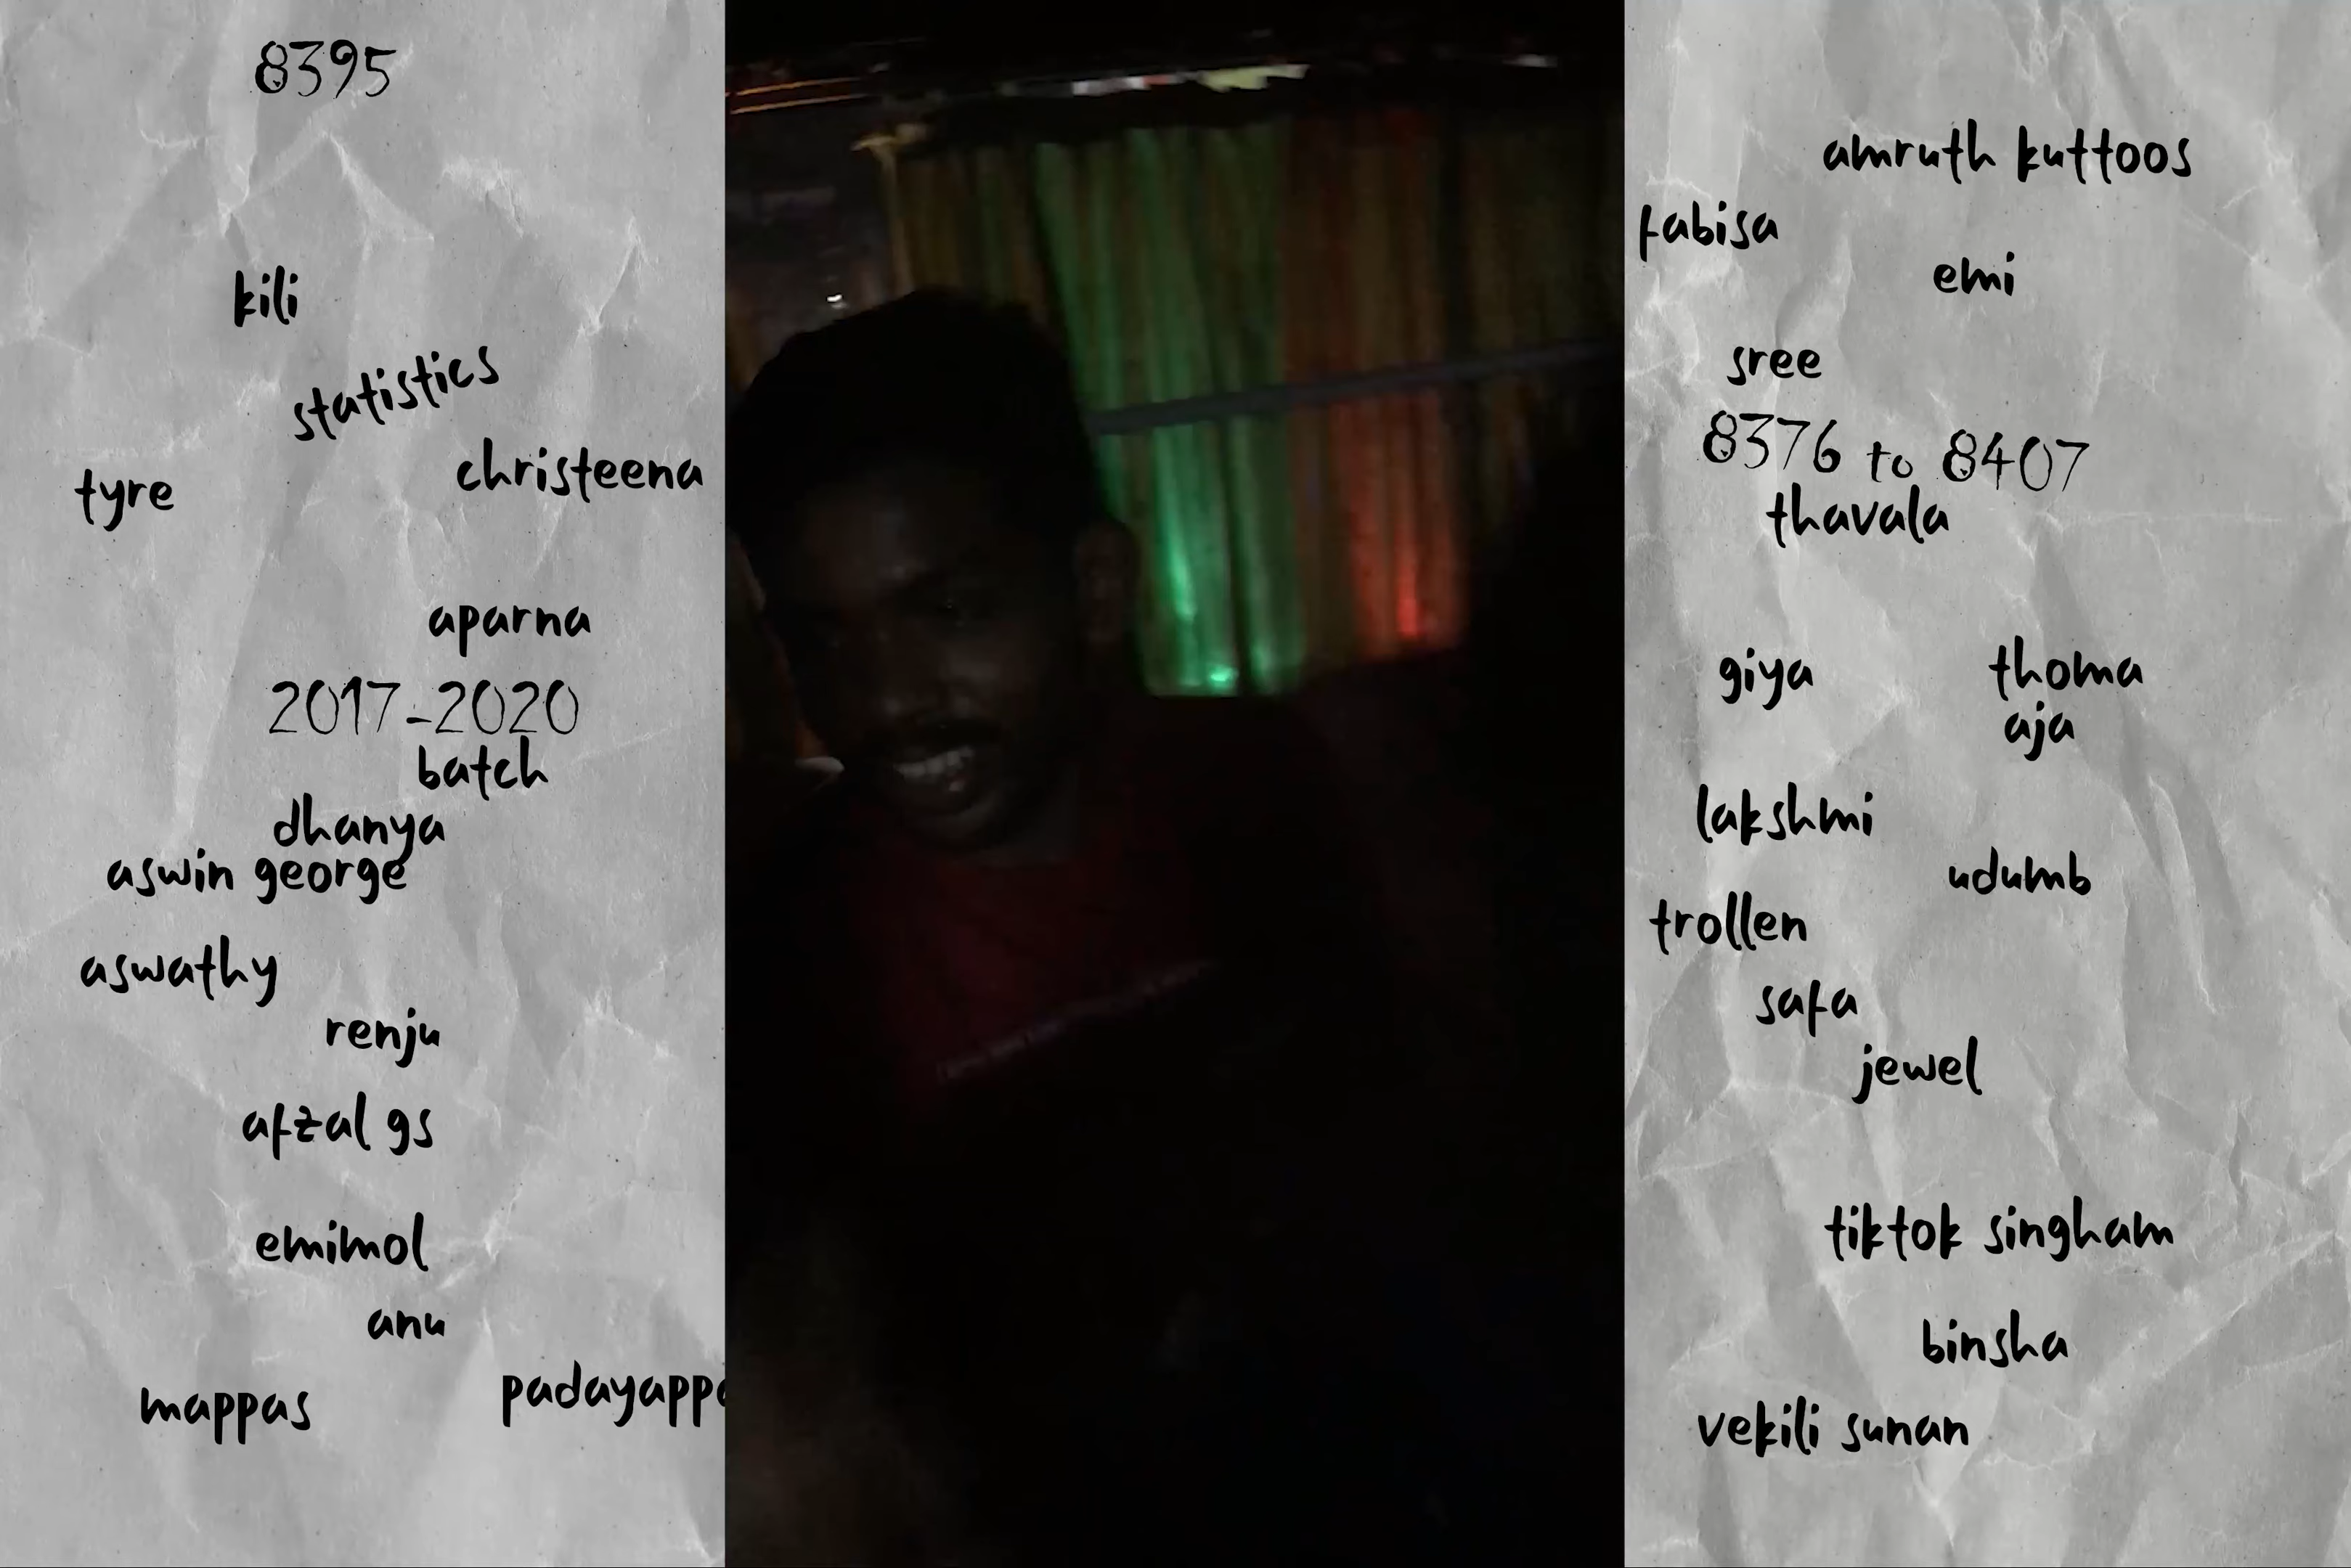 8395
kili
statistics
christeena
tyre
aparna
2017-2020
batch
dhanya
aswin george
aswathy
renju
afzal gs
emimol
anu
padayappa
mappas
amruth kuttoos
fabisa
emi
sree
8376 to 8407
thavala
giya
thoma
aja
lakshmi
udumb
trollen
safa
jewel
tiktok singham
binsha
vekili sunan